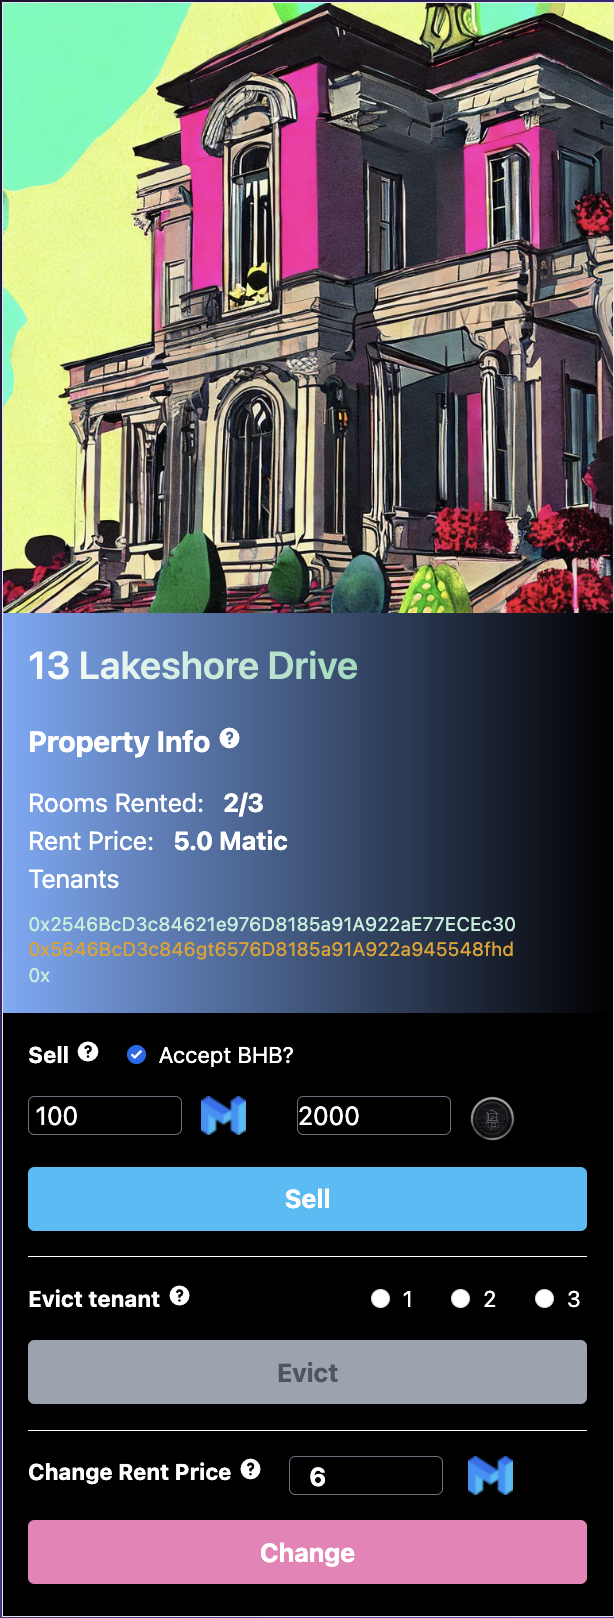 13 Lakeshore Drive
Property Info ?
Rooms Rented: 2/3
Rent Price: 5.0 Matic
Tenants
0x2546BcD3c84621e976D8185a91A922aE77ECEc30
0x5646BcD3c846gt6576D8185a91A922a945548fhd
0x
Sell ? Accept BHB?
100 2000
Sell
Evict tenant ? 1 2 3
Evict
Change Rent Price ? 6
Change